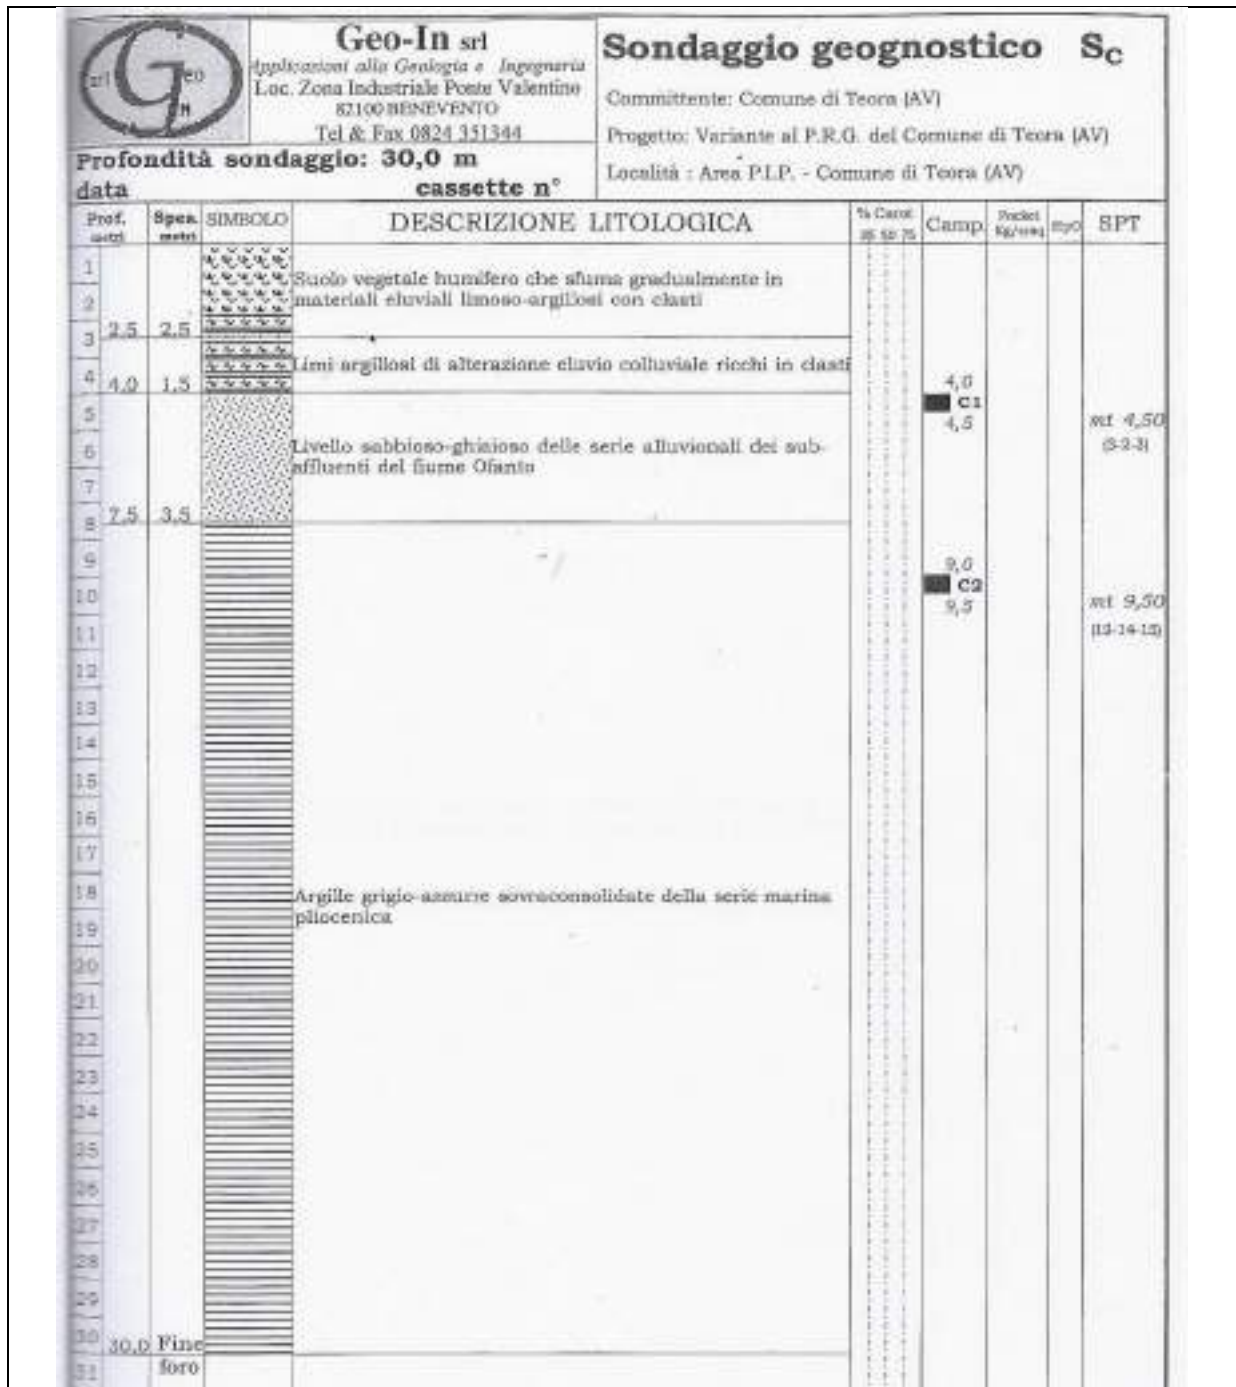 Geo-In srl
Applicazioni alla Geologia e Ingegneria
Loc. Zona Industriale Ponte Valentino
82100 BENEVENTO
Tel & Fax 0824 351344
srl Geo
Profondità sondaggio: 30,0 m
data cassette n°
Sondaggio geognostico Sc
Committente: Comune di Teora (AV)
Progetto: Variante al P.R.G. del Comune di Teora (AV)
Località : Area P.I.P. - Comune di Teora (AV)
Prof. metri Spes. metri SIMBOLO DESCRIZIONE LITOLOGICA % Carot. 25 50 75 Camp. Pocket Kg/cmq SPT
1
Suolo vegetale humifero che sfuma gradualmente in
materiali eluviali limoso-argillosi con clasti
2
2.5 2.5
3
Limi argillosi di alterazione eluvio colluviale ricchi in clasti
4 4.0 1.5
4,0
C1
4,5
5
mt 4,50
Livello sabbioso-ghiaioso delle serie alluvionali dei sub-
affluenti del fiume Ofanto
6
7
7.5 3.5
8
9
9,0
C2
9,5
10
mt 9,50
11
12
13
14
15
16
17
18
Argille grigio-azzurre sovraconsolidate della serie marina
pliocenica
19
20
21
22
23
24
25
26
27
28
29
30 30.0 Fine
31 foro